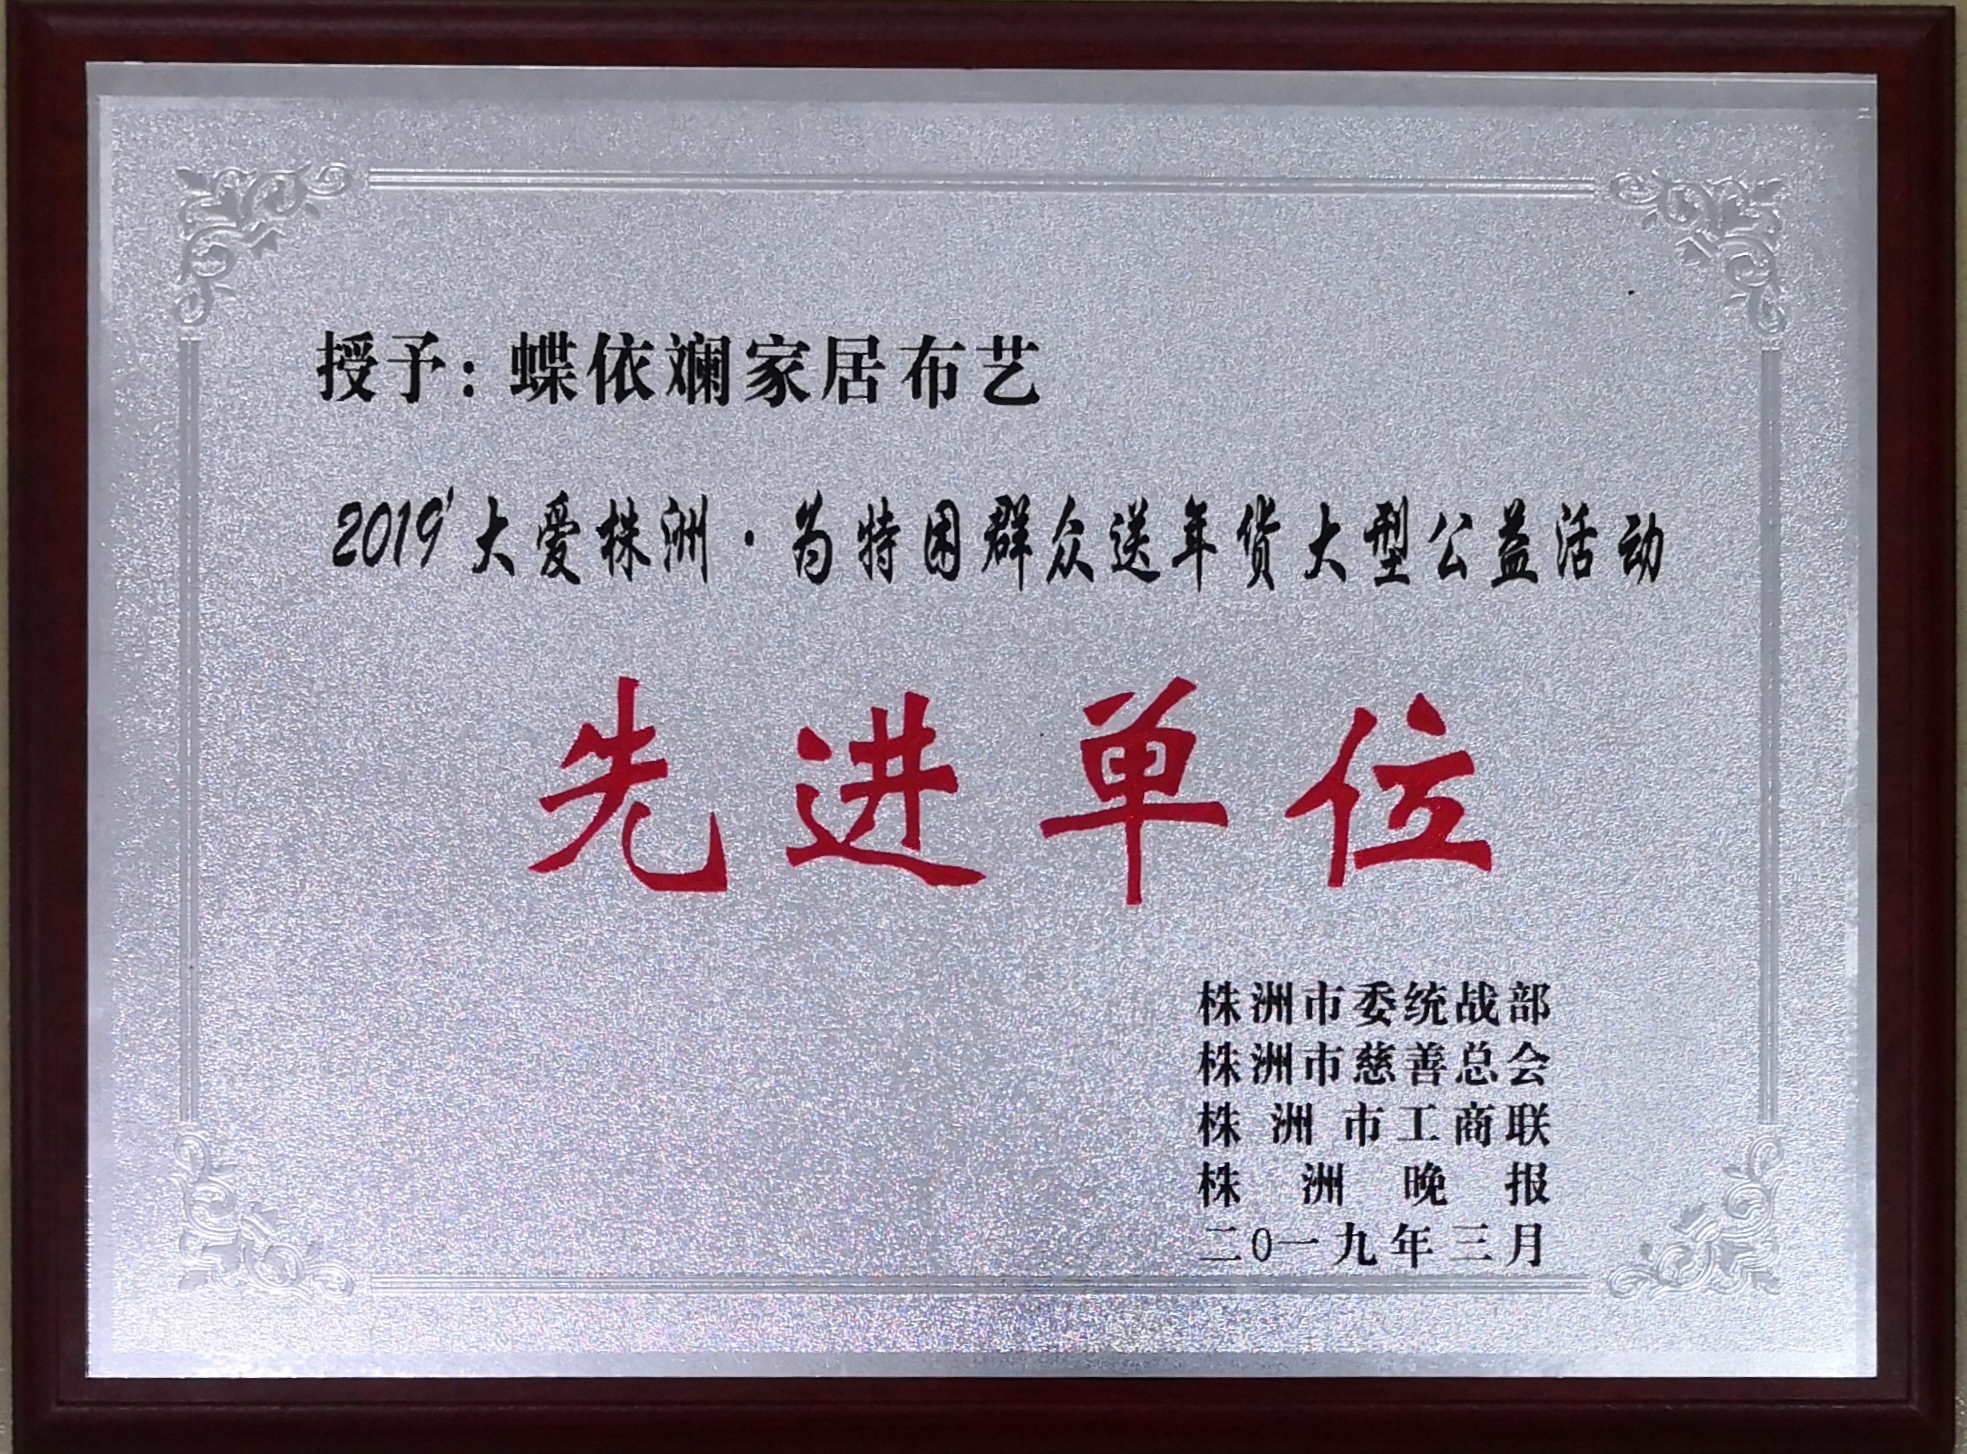 授予：蝶依斓家居布艺
2019'大爱株洲·为特困群众送年货大型公益活动
先进单位
株洲市委统战部
株洲市慈善总会
株洲市工商联
株洲晚报
二0一九年三月